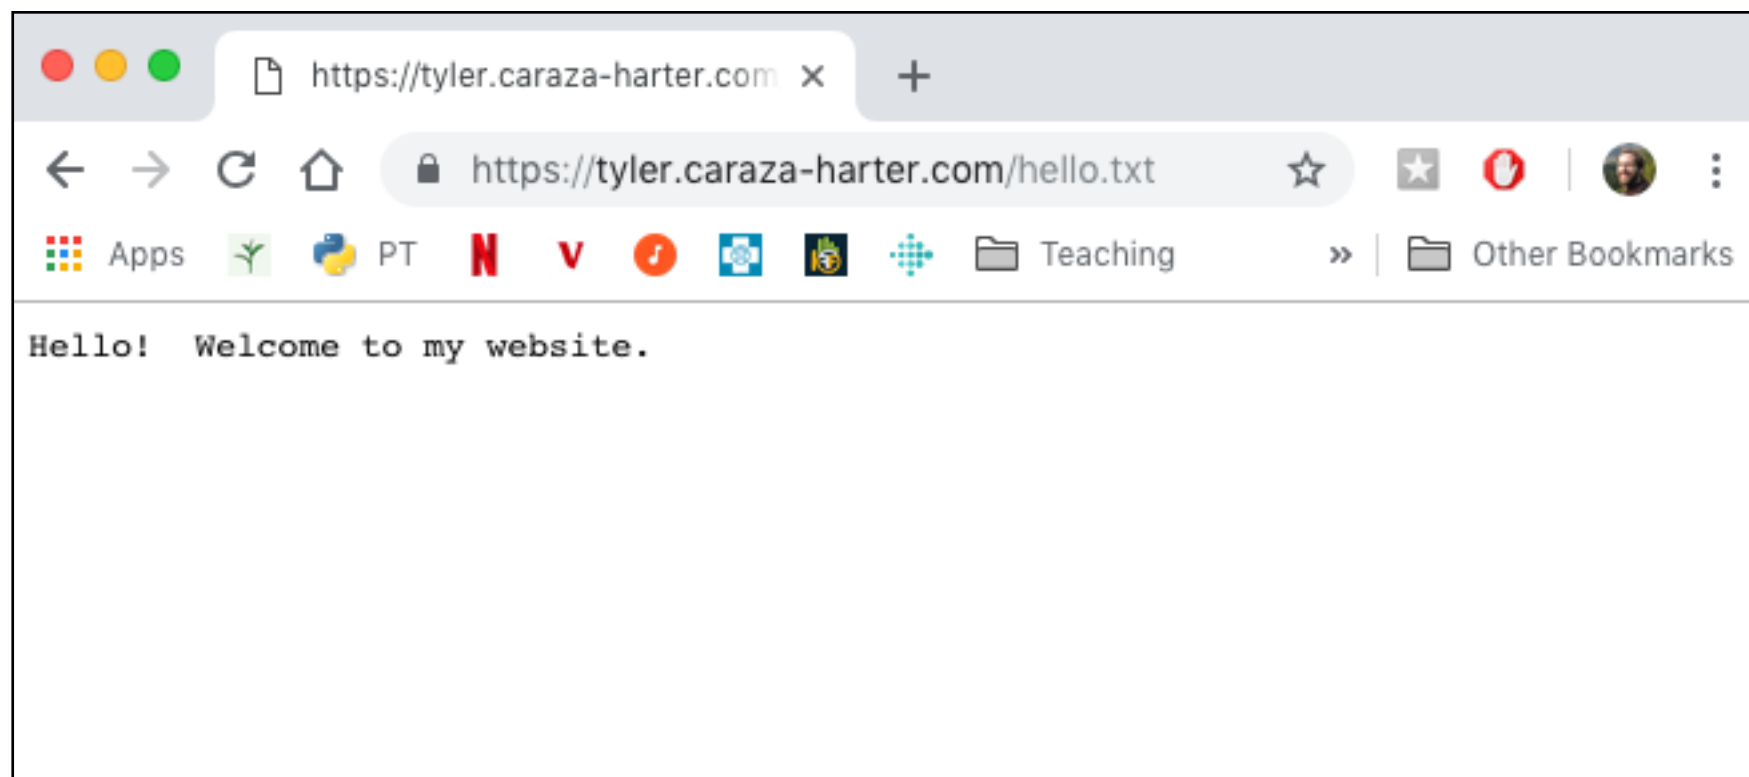 https://tyler.caraza-harter.com
https://tyler.caraza-harter.com/hello.txt
Apps PT N V Teaching » Other Bookmarks
Hello!  Welcome to my website.